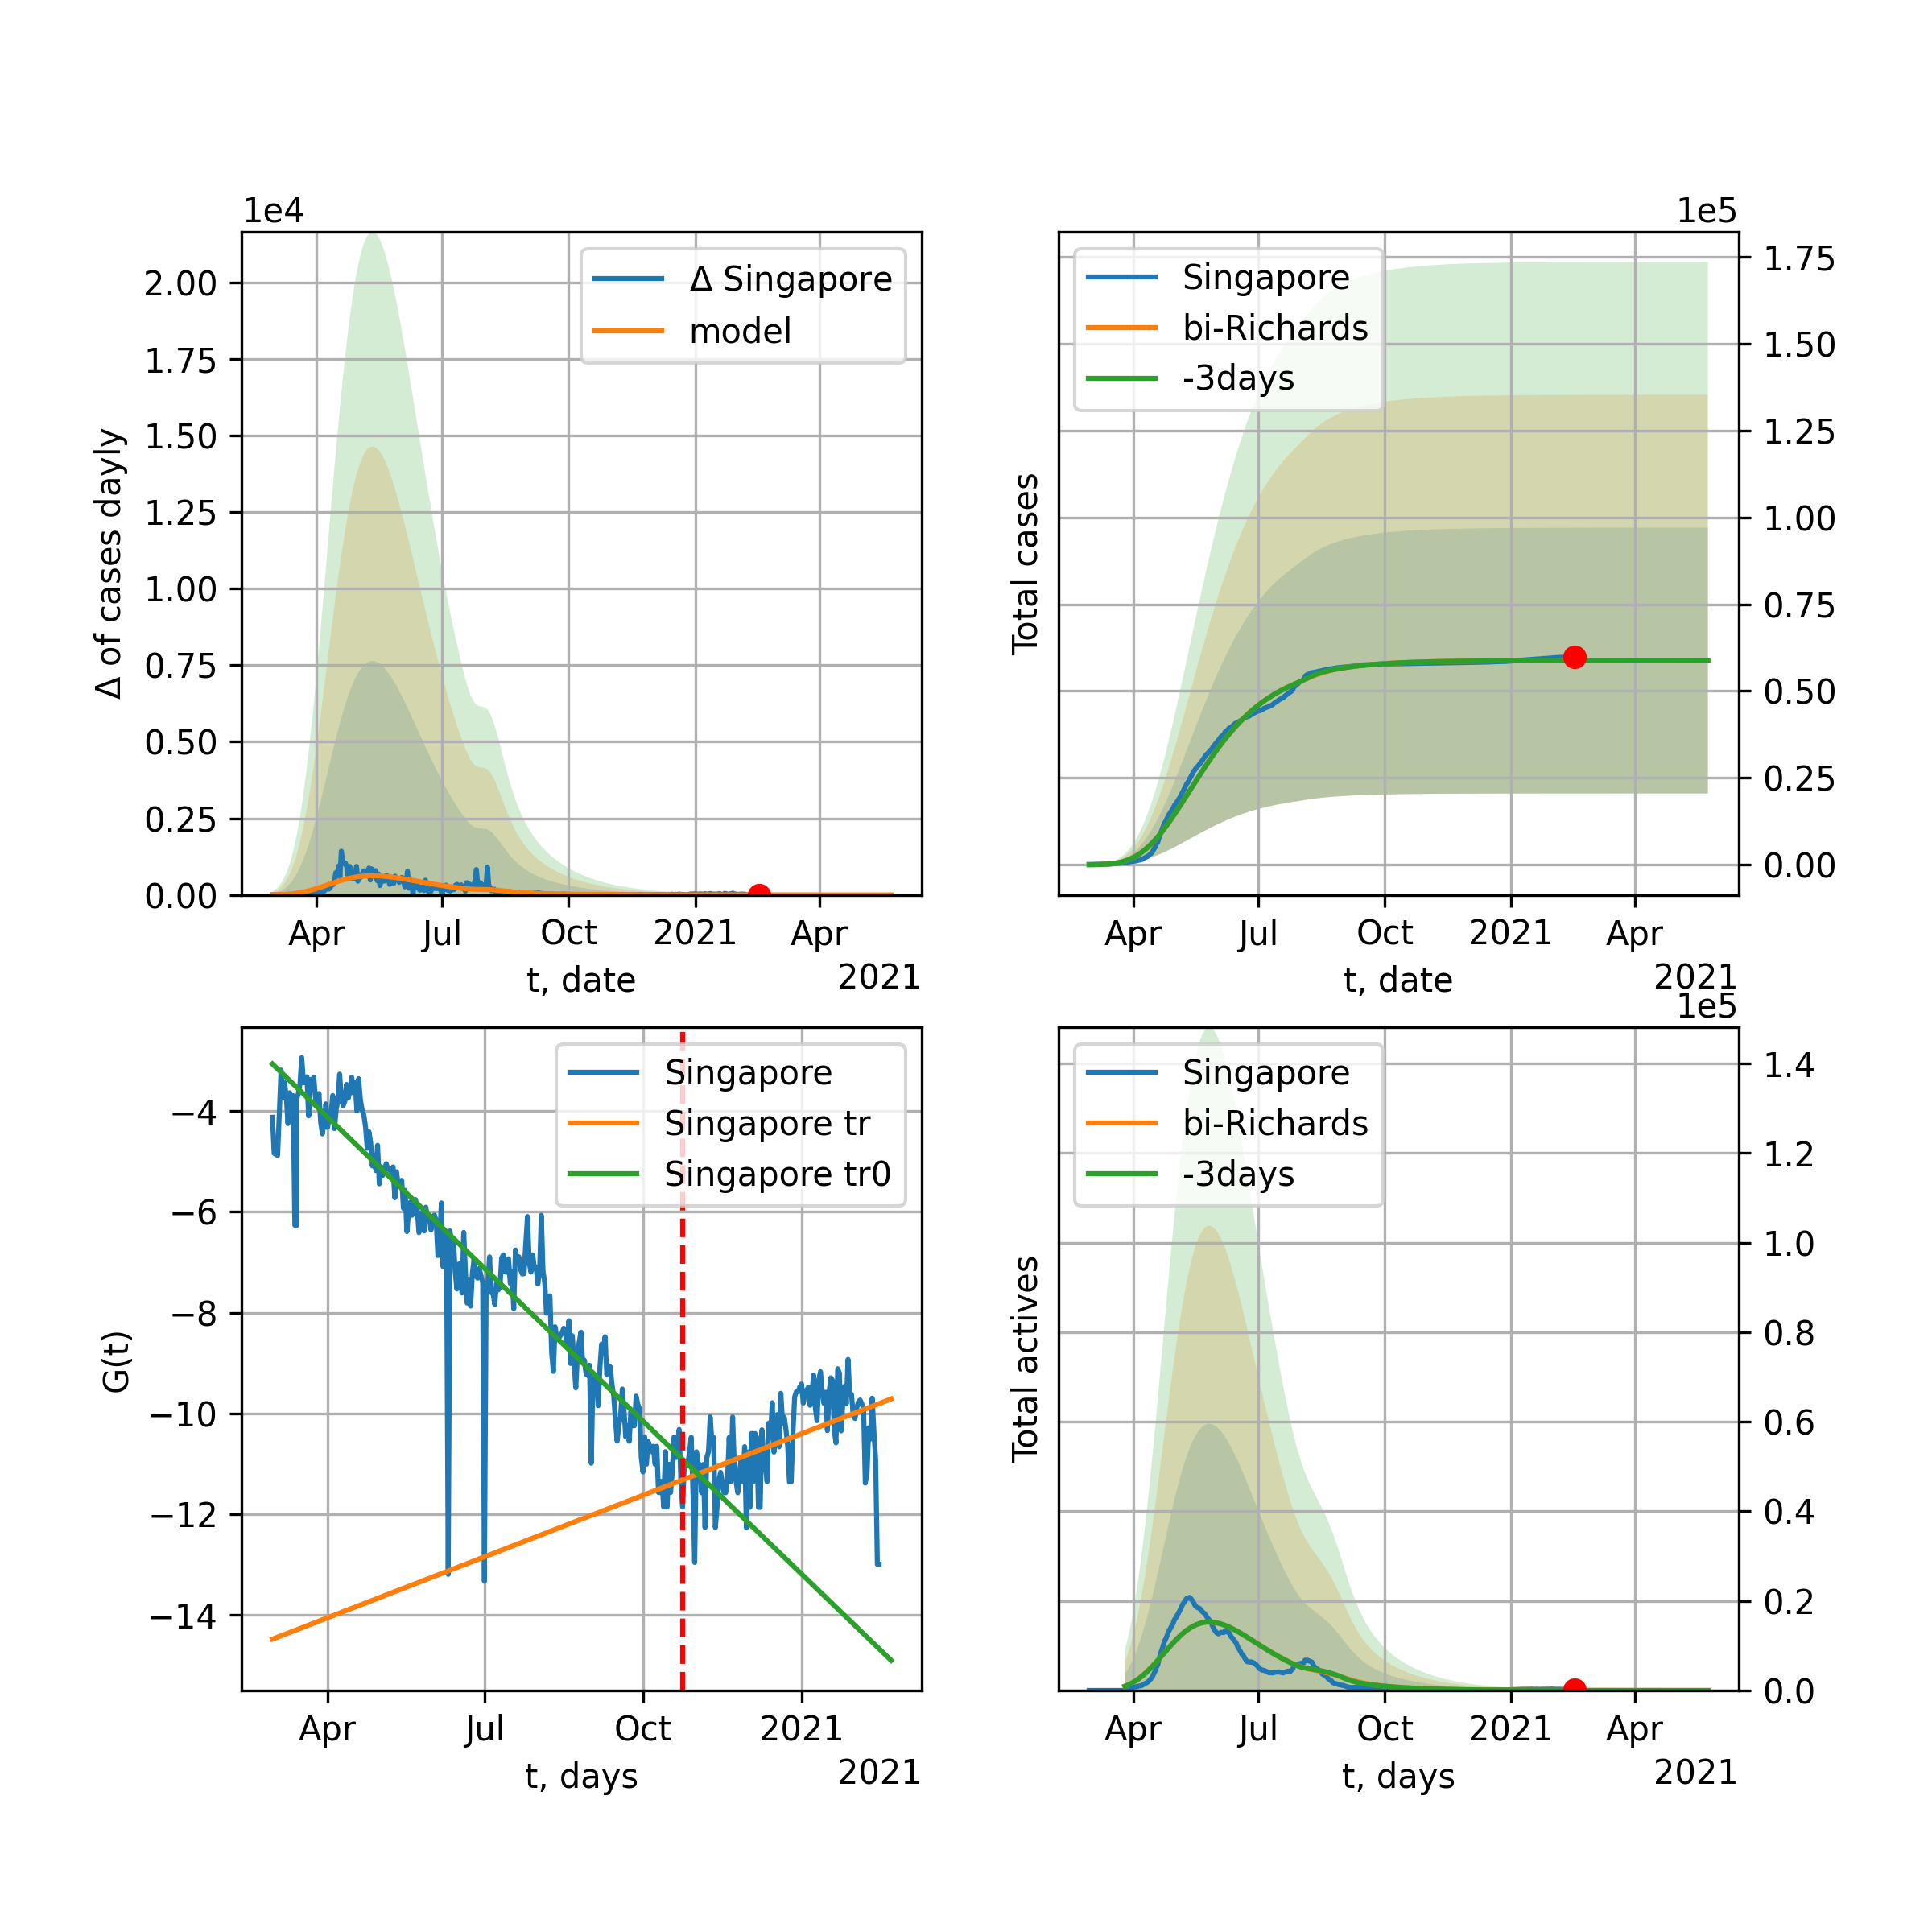 1e4
2.00
1.75
1.50
1.25
1.00
0.75
0.50
0.25
0.00
Δ of cases dayly
Δ Singapore
model
Apr
Jul
Oct
2021
Apr
t, date
2021
1e5
1.75
1.50
1.25
1.00
0.75
0.50
0.25
0.00
Total cases
Singapore
bi-Richards
-3days
Apr
Jul
Oct
2021
Apr
t, date
2021
−4
−6
−8
−10
−12
−14
G(t)
Singapore
Singapore tr
Singapore tr0
Apr
Jul
Oct
2021
t, days
2021
1e5
1.4
1.2
1.0
0.8
0.6
0.4
0.2
0.0
Total actives
Singapore
bi-Richards
-3days
Apr
Jul
Oct
2021
Apr
t, days
2021